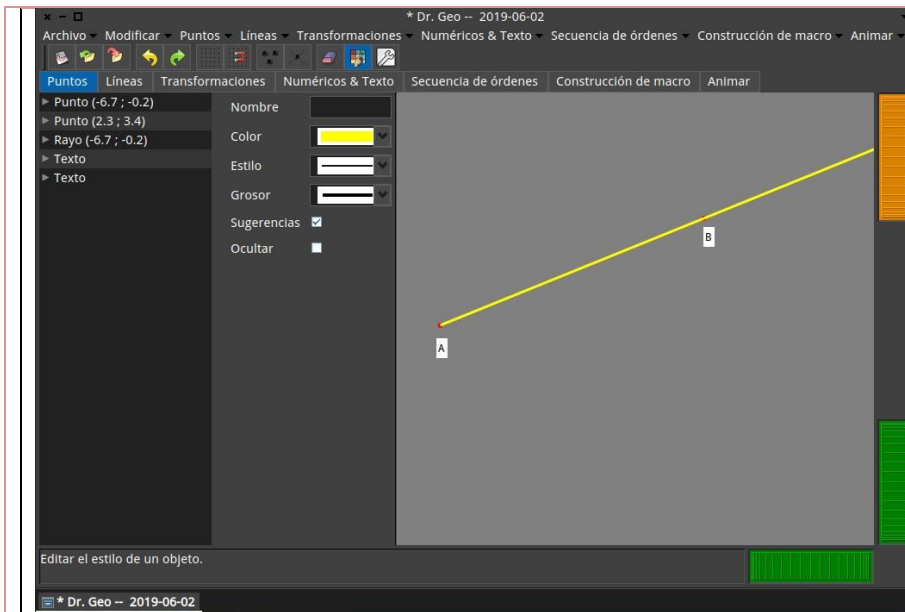 * Dr. Geo -- 2019-06-02
Archivo Modificar Puntos Líneas Transformaciones Numéricos & Texto Secuencia de órdenes Construcción de macro Animar
Puntos Líneas Transformaciones Numéricos & Texto Secuencia de órdenes Construcción de macro Animar
Punto (-6.7 ; -0.2)
Punto (2.3 ; 3.4)
Rayo (-6.7 ; -0.2)
Texto
Texto
Nombre
Color
Estilo
Grosor
Sugerencias
Ocultar
B
A
Editar el estilo de un objeto.
* Dr. Geo -- 2019-06-02